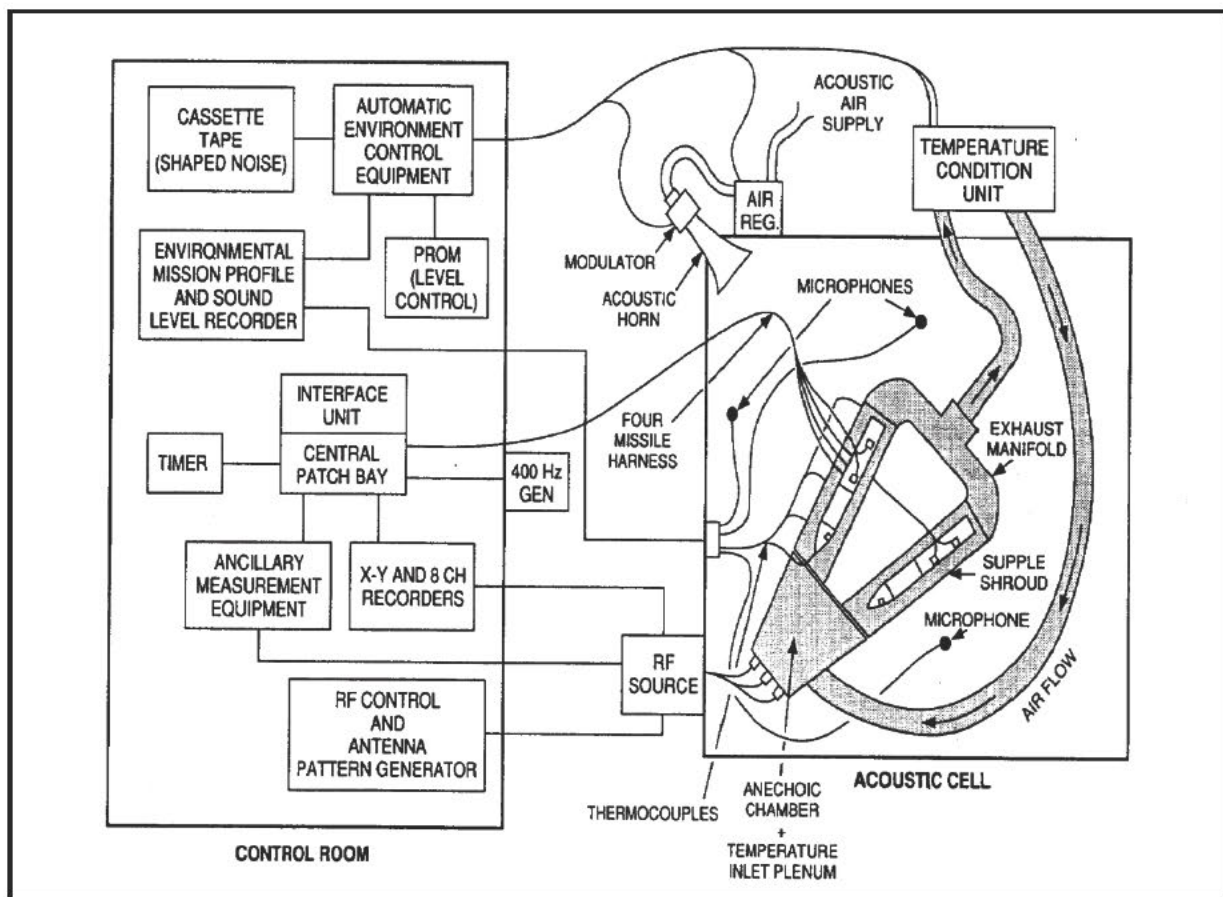 CASSETTE
TAPE
(SHAPED NOISE)
AUTOMATIC
ENVIRONMENT
CONTROL
EQUIPMENT
ENVIRONMENTAL
MISSION PROFILE
AND SOUND
LEVEL RECORDER
PROM
(LEVEL
CONTROL)
INTERFACE
UNIT
CENTRAL
PATCH BAY
TIMER
400 Hz
GEN
ANCILLARY
MEASUREMENT
EQUIPMENT
X-Y AND 8 CH
RECORDERS
RF
SOURCE
RF CONTROL
AND
ANTENNA
PATTERN GENERATOR
CONTROL ROOM
ACOUSTIC
AIR
SUPPLY
TEMPERATURE
CONDITION
UNIT
AIR
REG.
MODULATOR
ACOUSTIC
HORN
MICROPHONES
FOUR
MISSILE
HARNESS
EXHAUST
MANIFOLD
SUPPLE
SHROUD
MICROPHONE
AIR FLOW
THERMOCOUPLES
ANECHOIC
CHAMBER
+
TEMPERATURE
INLET PLENUM
ACOUSTIC CELL